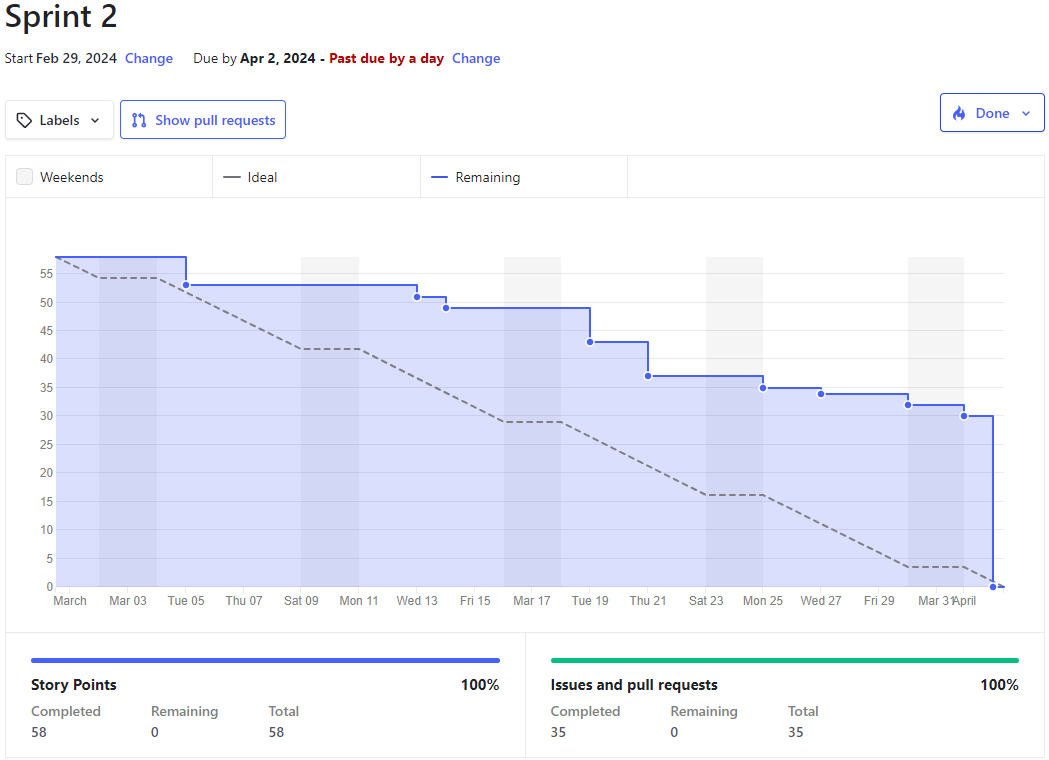 Sprint 2
Start Feb 29, 2024 Change Due by Apr 2, 2024 - Past due by a day Change
Labels Show pull requests Done
Weekends Ideal Remaining
55
50
45
40
35
30
25
20
15
10
5
0
March Mar 03 Tue 05 Thu 07 Sat 09 Mon 11 Wed 13 Fri 15 Mar 17 Tue 19 Thu 21 Sat 23 Mon 25 Wed 27 Fri 29 Mar 31 April
Story Points 100% Issues and pull requests 100%
Completed Remaining Total Completed Remaining Total
58 0 58 35 0 35